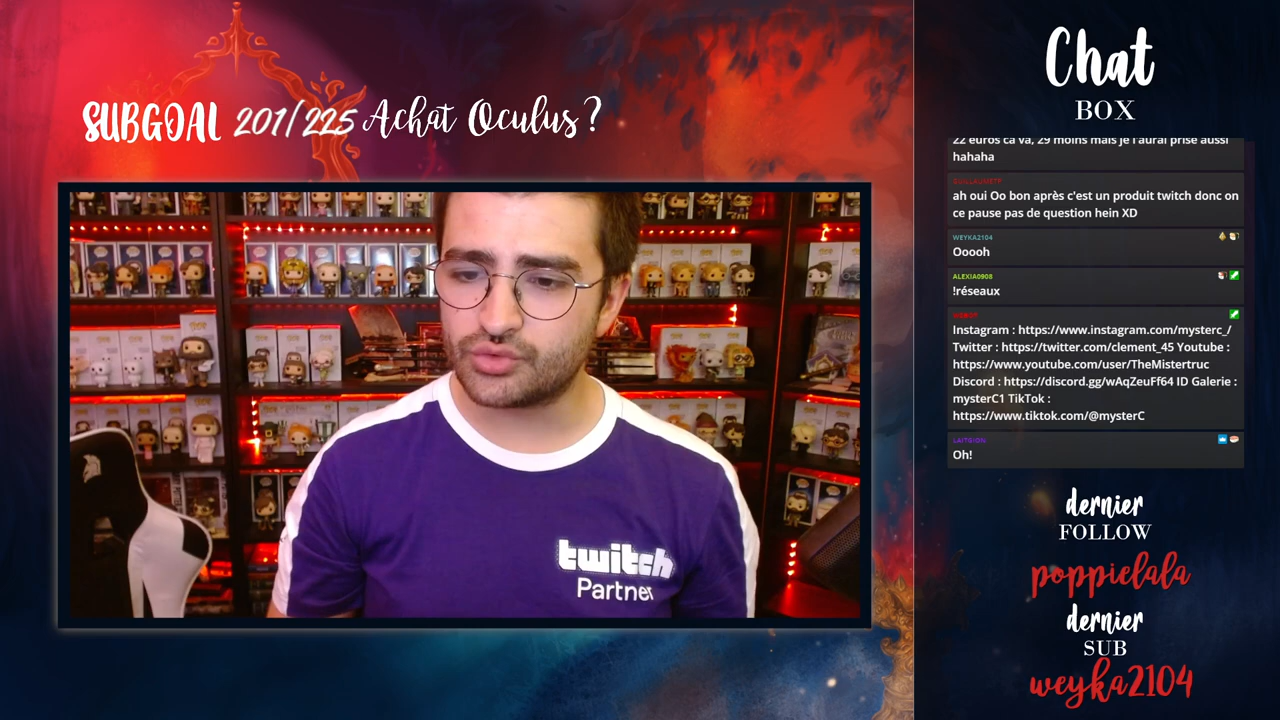 SUBGOAL 201/225 Achat Oculus?
twitch
Partner
Chat
BOX
22 euros ca va, 29 moins mais je l'aurai prise aussi
hahaha
ah oui Oo bon après c'est un produit twitch donc on
ce pause pas de question hein XD
WEYKA2104
Ooooh
ALEXIA0908
!réseaux
Instagram : https://www.instagram.com/mysterc_/
Twitter : https://twitter.com/clement_45 Youtube :
https://www.youtube.com/user/TheMistertruc
Discord : https://discord.gg/wAqZeuFf64 ID Galerie :
mysterC1 TikTok :
https://www.tiktok.com/@mysterC
Oh!
dernier
FOLLOW
poppielala
dernier
SUB
weyka2104